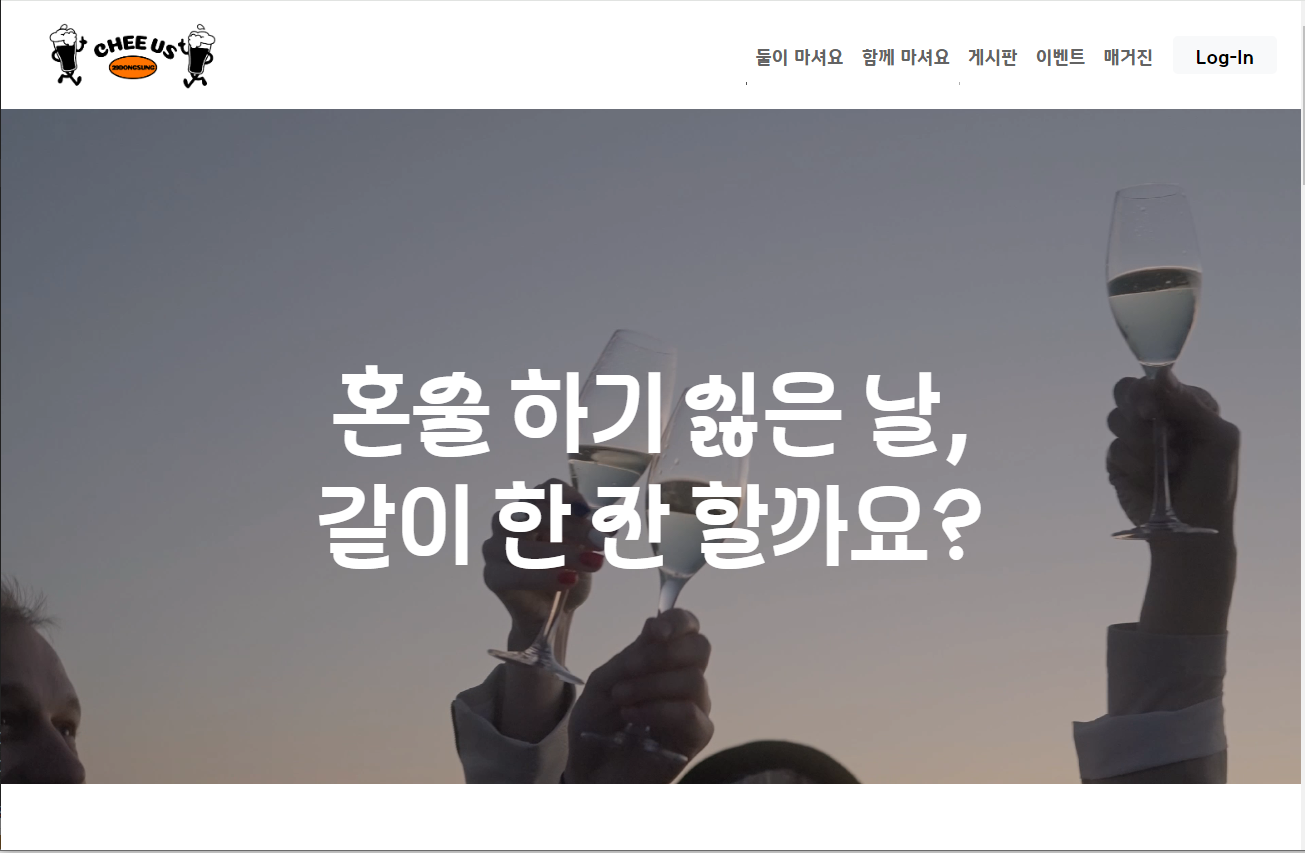 CHEE US
둘이 마셔요 함께 마셔요 게시판 이벤트 매거진 Log-In
혼술 하기 싫은 날,
같이 한 잔 할까요?